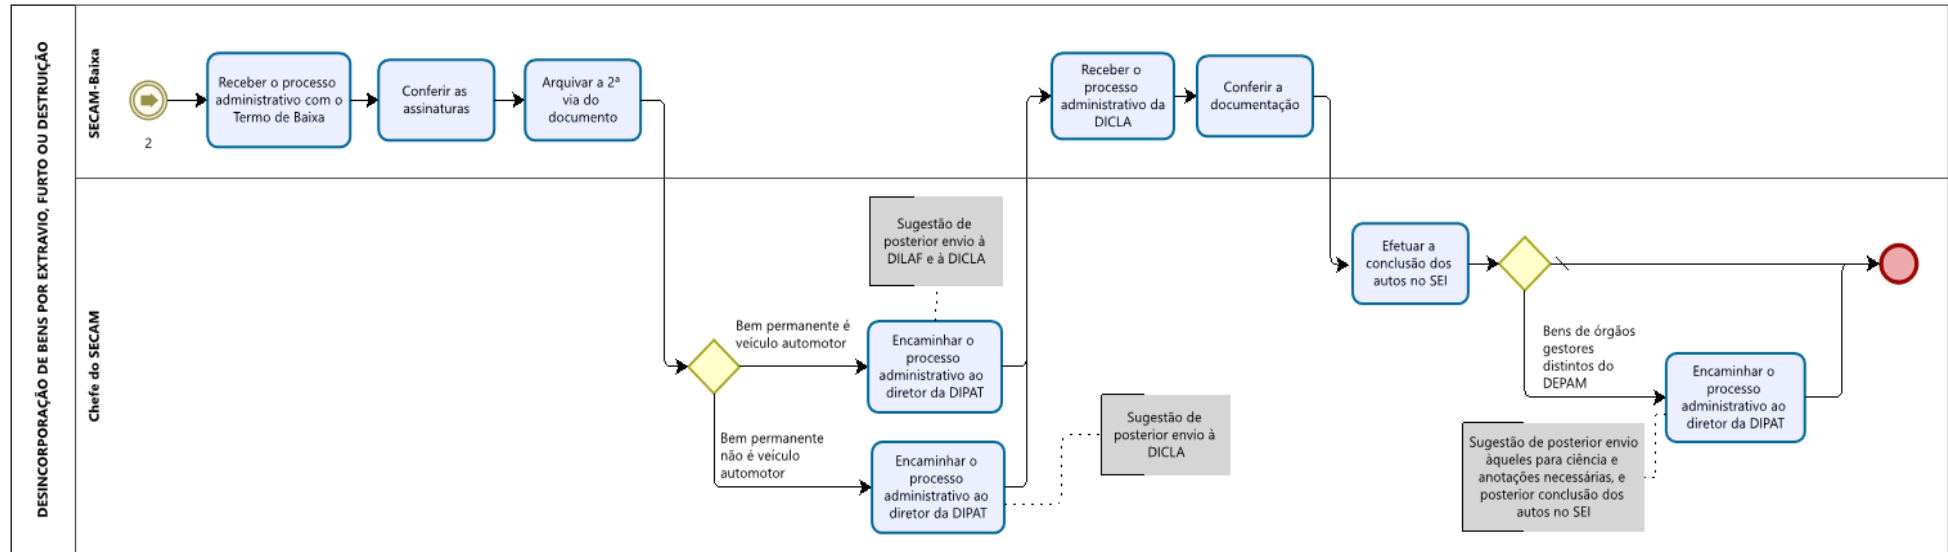 DESINCORPORAÇÃO DE BENS POR EXTRAVIO, FURTO OU DESTRUIÇÃO
SECAM-Baixa
2
Receber o processo
administrativo com o
Termo de Baixa
Conferir as
assinaturas
Arquivar a 2ª
via do
documento
Receber o
processo
administrativo da
DICLA
Conferir a
documentação
Chefe do SECAM
Bem permanente é
veículo automotor
Sugestão de
posterior envio à
DILAF e à DICLA
Encaminhar o
processo
administrativo ao
diretor da DIPAT
Bem permanente
não é veículo
automotor
Encaminhar o
processo
administrativo ao
diretor da DIPAT
Sugestão de
posterior envio à
DICLA
Efetuar a
conclusão dos
autos no SEI
Bens de órgãos
gestores
distintos do
DEPAM
Encaminhar o
processo
administrativo ao
diretor da DIPAT
Sugestão de posterior envio
àqueles para ciência e
anotações necessárias, e
posterior conclusão dos
autos no SEI